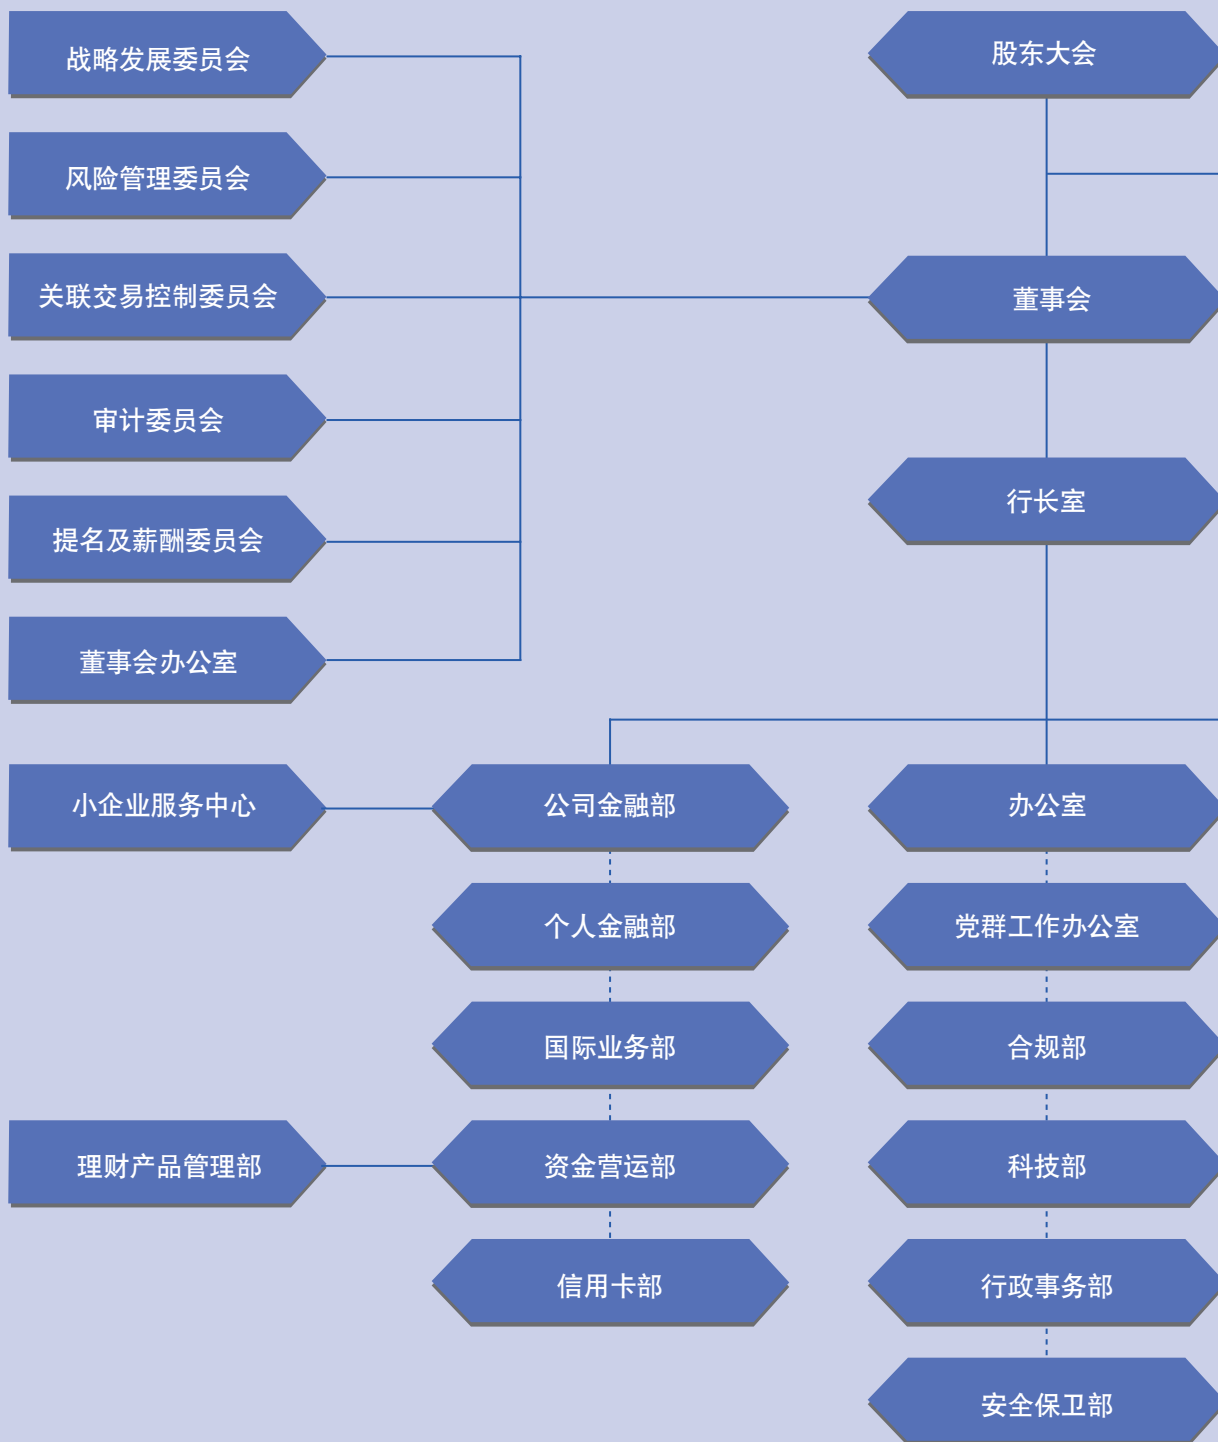 战略发展委员会
股东大会
风险管理委员会
关联交易控制委员会
董事会
审计委员会
行长室
提名及薪酬委员会
董事会办公室
小企业服务中心
公司金融部
办公室
个人金融部
党群工作办公室
国际业务部
合规部
理财产品管理部
资金营运部
科技部
信用卡部
行政事务部
安全保卫部